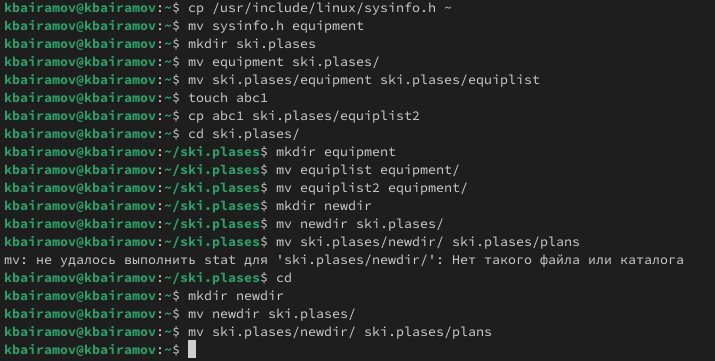 kbairamov@kbairamov:~$ cp /usr/include/linux/sysinfo.h ~
kbairamov@kbairamov:~$ mv sysinfo.h equipment
kbairamov@kbairamov:~$ mkdir ski.plases
kbairamov@kbairamov:~$ mv equipment ski.plases/
kbairamov@kbairamov:~$ mv ski.plases/equipment ski.plases/equiplist
kbairamov@kbairamov:~$ touch abc1
kbairamov@kbairamov:~$ cp abc1 ski.plases/equiplist2
kbairamov@kbairamov:~$ cd ski.plases/
kbairamov@kbairamov:~/ski.plases$ mkdir equipment
kbairamov@kbairamov:~/ski.plases$ mv equiplist equipment/
kbairamov@kbairamov:~/ski.plases$ mv equiplist2 equipment/
kbairamov@kbairamov:~/ski.plases$ mkdir newdir
kbairamov@kbairamov:~/ski.plases$ mv newdir ski.plases/
kbairamov@kbairamov:~/ski.plases$ mv ski.plases/newdir/ ski.plases/plans
mv: не удалось выполнить stat для 'ski.plases/newdir/': Нет такого файла или каталога
kbairamov@kbairamov:~/ski.plases$ cd
kbairamov@kbairamov:~$ mkdir newdir
kbairamov@kbairamov:~$ mv newdir ski.plases/
kbairamov@kbairamov:~$ mv ski.plases/newdir/ ski.plases/plans
kbairamov@kbairamov:~$